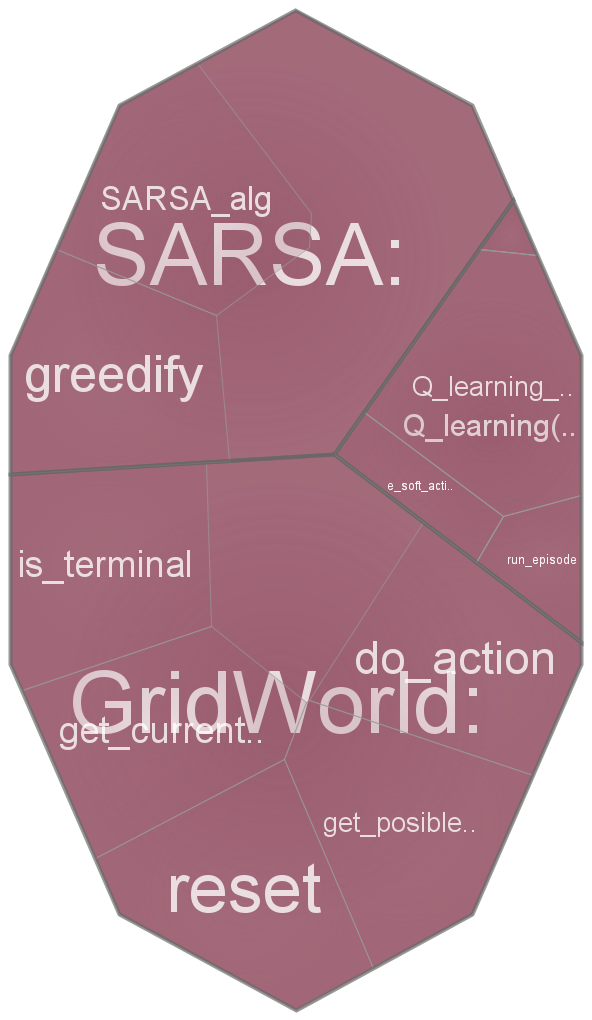 SARSA_alg
SARSA:
greedify
Q_learning_..
Q_learning(..
e_soft_acti..
run_episode
is_terminal
do_action
GridWorld:
get_current..
get_posible..
reset